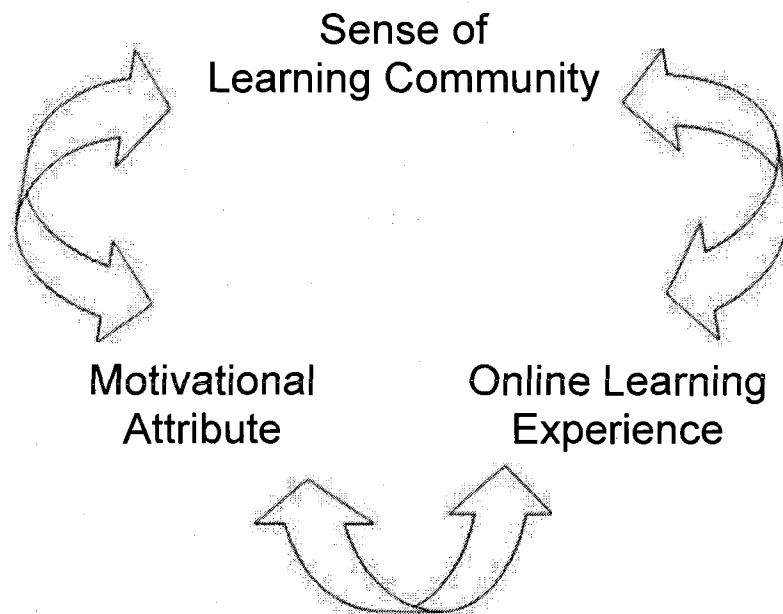 Sense of
Learning Community
Motivational
Attribute
Online Learning
Experience